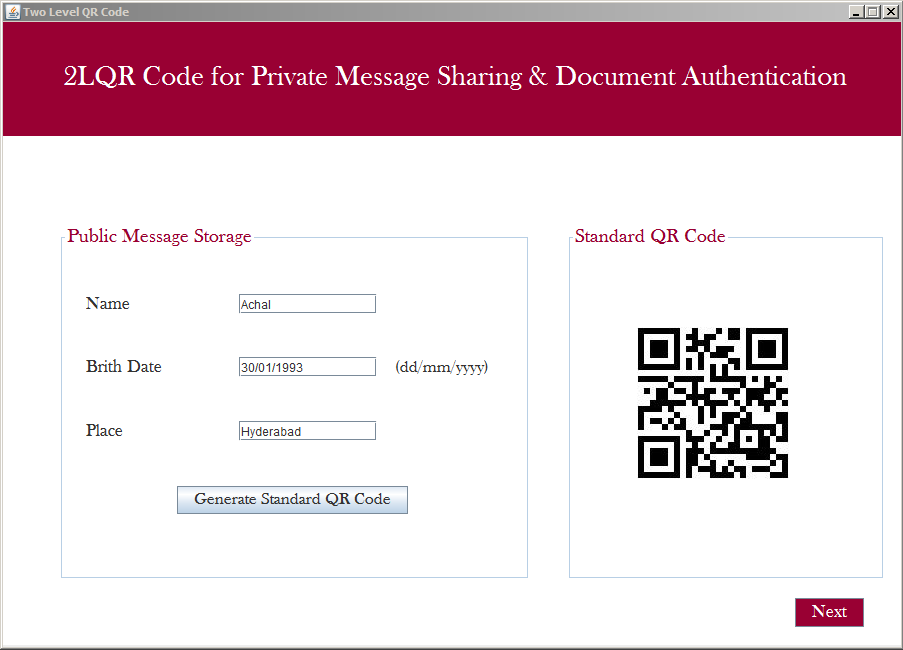 Two Level QR Code
2LQR Code for Private Message Sharing & Document Authentication
Public Message Storage
Standard QR Code
Name
Achal
Brith Date
30/01/1993
(dd/mm/yyyy)
Place
Hyderabad
Generate Standard QR Code
Next